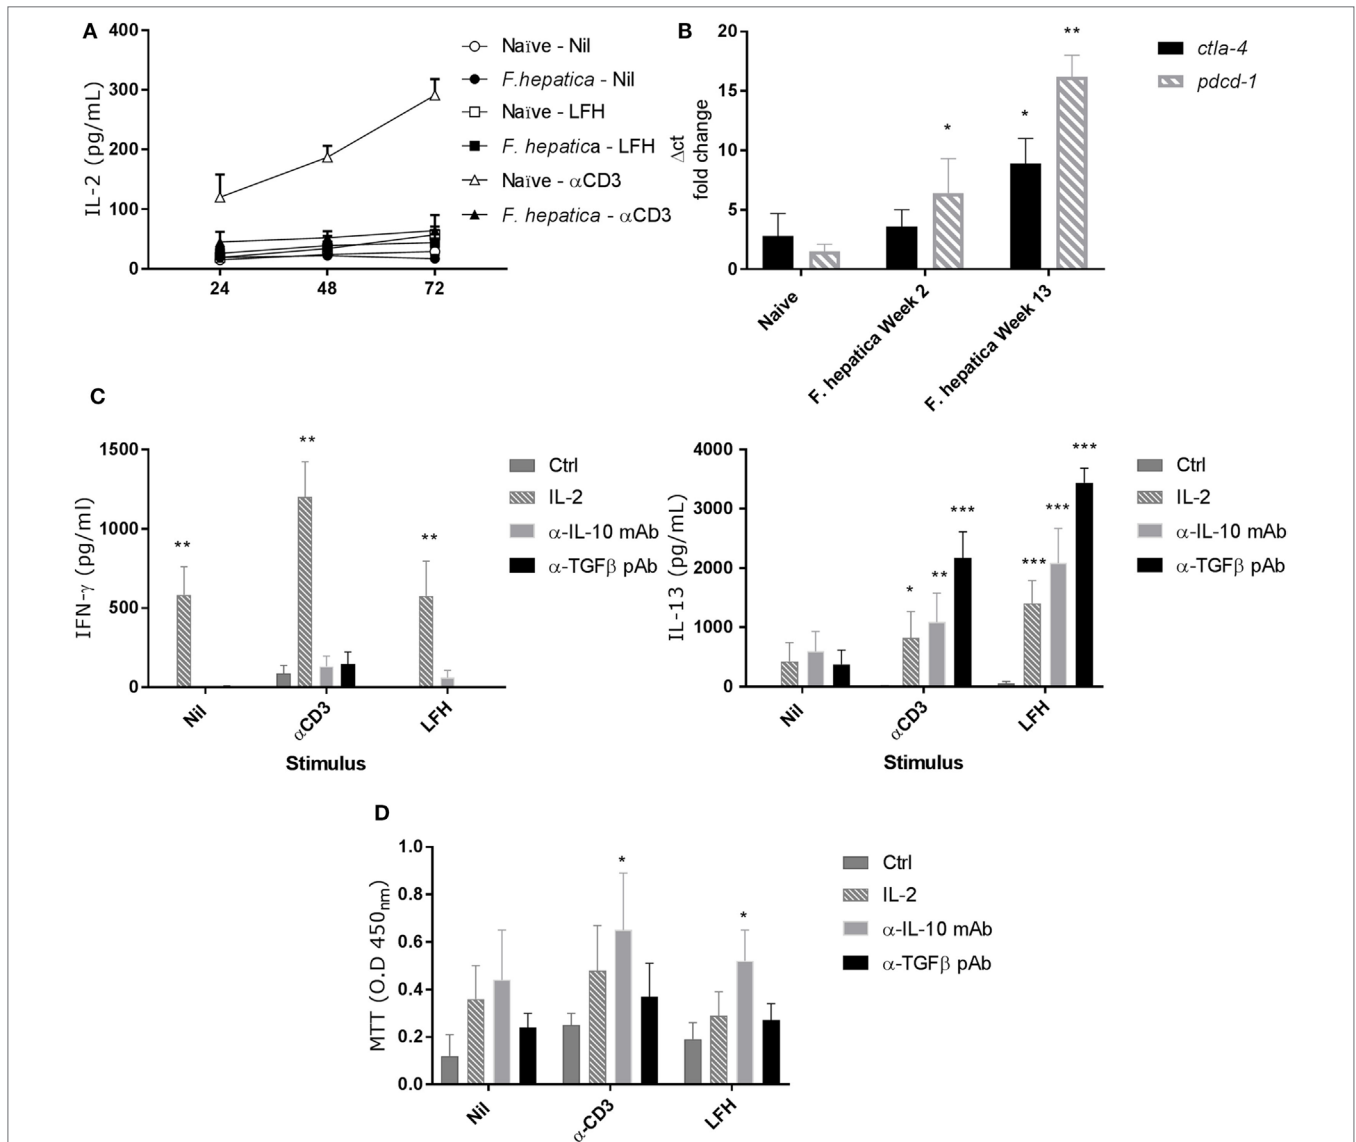 A
400
300
200
100
0
IL-2 (pg/mL)
24 48 72
Naïve - Nil
F.hepatica - Nil
Naïve - LFH
F. hepatica - LFH
Naïve - αCD3
F. hepatica - αCD3
B
20
15
10
5
0
Δct
fold change
*
*
**
Naive
F. hepatica Week 2
F. hepatica Week 13
ctla-4
pdcd-1
C
1500
1000
500
0
IFN-γ (pg/ml)
**
**
**
Nil
αCD3
LFH
Stimulus
Ctrl
IL-2
α-IL-10 mAb
α-TGFβ pAb
4000
3000
2000
1000
0
IL-13 (pg/mL)
*
**
***
***
***
***
Nil
αCD3
LFH
Stimulus
Ctrl
IL-2
α-IL-10 mAb
α-TGFβ pAb
D
1.0
0.8
0.6
0.4
0.2
0.0
MTT (O.D 450nm)
*
*
Nil
α-CD3
LFH
Ctrl
IL-2
α-IL-10 mAb
α-TGFβ pAb